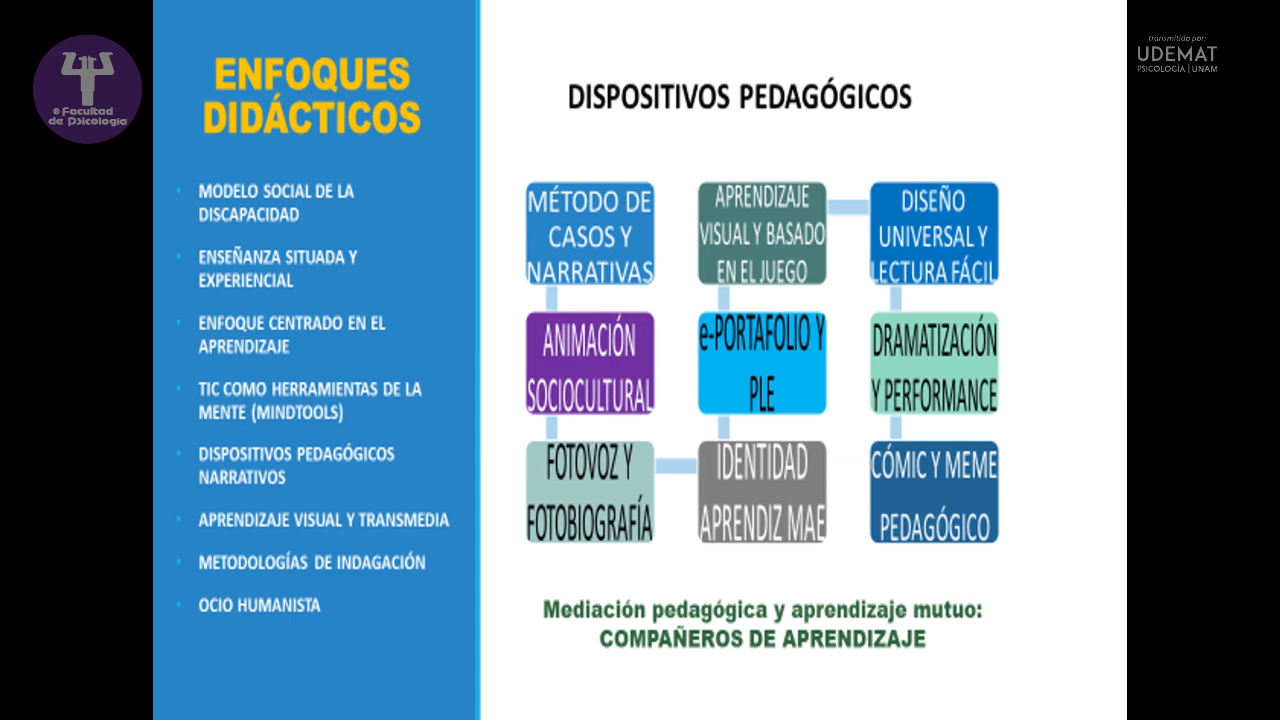 © Facultad
de Psicología
transmitido por:
UDEMAT
PSICOLOGÍA | UNAM
ENFOQUES
DIDÁCTICOS
MODELO SOCIAL DE LA
DISCAPACIDAD
ENSEÑANZA SITUADA Y
EXPERIENCIAL
ENFOQUE CENTRADO EN EL
APRENDIZAJE
TIC COMO HERRAMIENTAS DE LA
MENTE (MINDTOOLS)
DISPOSITIVOS PEDAGÓGICOS
NARRATIVOS
APRENDIZAJE VISUAL Y TRANSMEDIA
METODOLOGÍAS DE INDAGACIÓN
OCIO HUMANISTA
DISPOSITIVOS PEDAGÓGICOS
MÉTODO DE
CASOS Y
NARRATIVAS
APRENDIZAJE
VISUAL Y BASADO
EN EL JUEGO
DISEÑO
UNIVERSAL Y
LECTURA FÁCIL
ANIMACIÓN
SOCIOCULTURAL
e-PORTAFOLIO Y
PLE
DRAMATIZACIÓN
Y PERFORMANCE
FOTOVOZ Y
FOTOBIOGRAFÍA
IDENTIDAD
APRENDIZ MAE
CÓMIC Y MEME
PEDAGÓGICO
Mediación pedagógica y aprendizaje mutuo:
COMPAÑEROS DE APRENDIZAJE